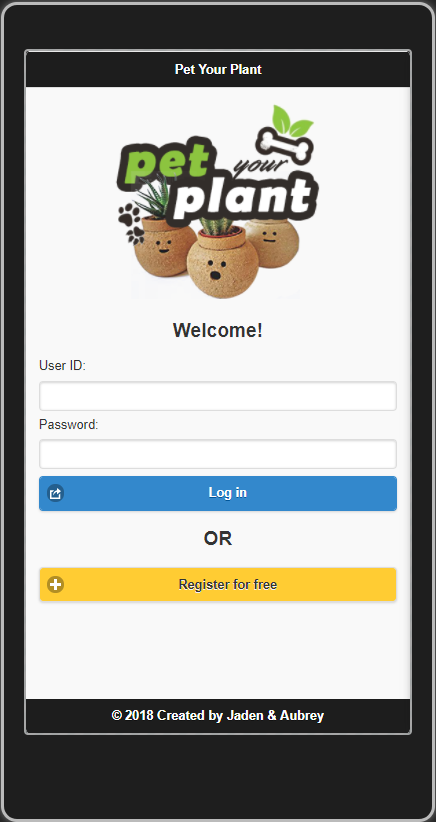 Pet Your Plant
pet
your
plant
Welcome!
User ID:
Password:
Log in
OR
Register for free
© 2018 Created by Jaden & Aubrey